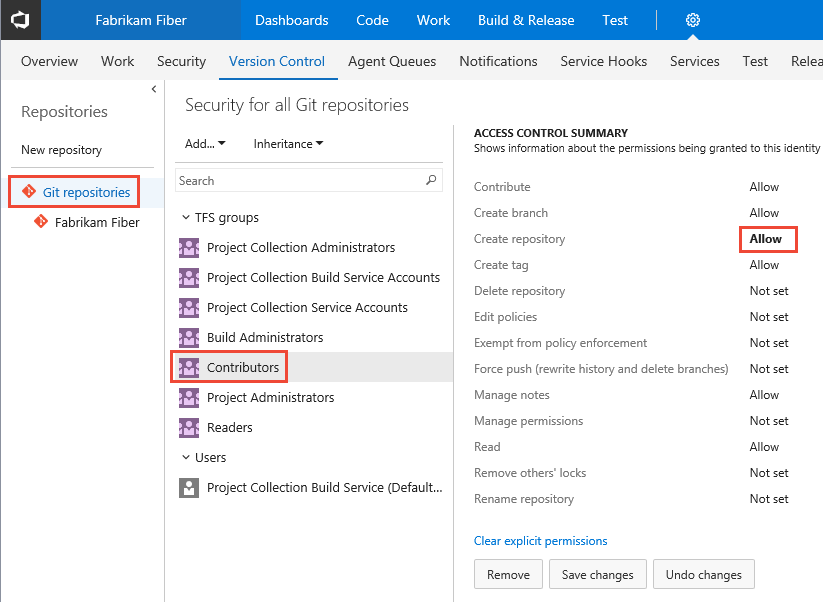 Fabrikam Fiber Dashboards Code Work Build & Release Test
Overview Work Security Version Control Agent Queues Notifications Service Hooks Services Test Relea
Repositories
New repository
Git repositories
Fabrikam Fiber
Security for all Git repositories
Add... Inheritance
Search
TFS groups
Project Collection Administrators
Project Collection Build Service Accounts
Project Collection Service Accounts
Build Administrators
Contributors
Project Administrators
Readers
Users
Project Collection Build Service (Default...
ACCESS CONTROL SUMMARY
Shows information about the permissions being granted to this identity
Contribute Allow
Create branch Allow
Create repository Allow
Create tag Allow
Delete repository Not set
Edit policies Not set
Exempt from policy enforcement Not set
Force push (rewrite history and delete branches) Not set
Manage notes Allow
Manage permissions Not set
Read Allow
Remove others' locks Not set
Rename repository Not set
Clear explicit permissions
Remove Save changes Undo changes